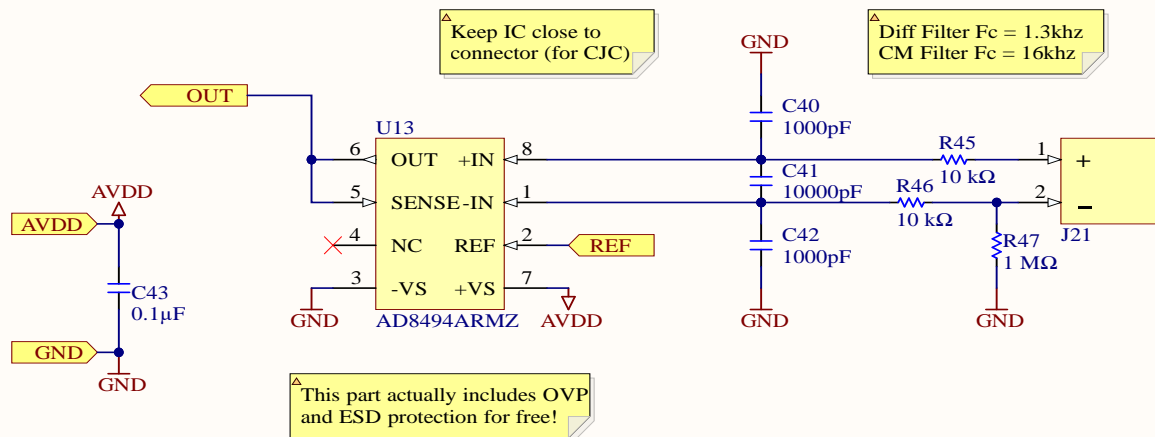 Keep IC close to
connector (for CJC)
Diff Filter Fc = 1.3khz
CM Filter Fc = 16khz
GND
OUT
C40
1000pF
U13
6
OUT
+IN
8
R45
10 kΩ
1
+
C41
10000pF
5
SENSE
-IN
1
R46
10 kΩ
2
-
J21
AVDD
AVDD
4
NC
REF
2
REF
C42
1000pF
R47
1 MΩ
C43
0.1µF
3
-VS
+VS
7
GND
AD8494ARMZ
AVDD
GND
GND
GND
GND
This part actually includes OVP
and ESD protection for free!